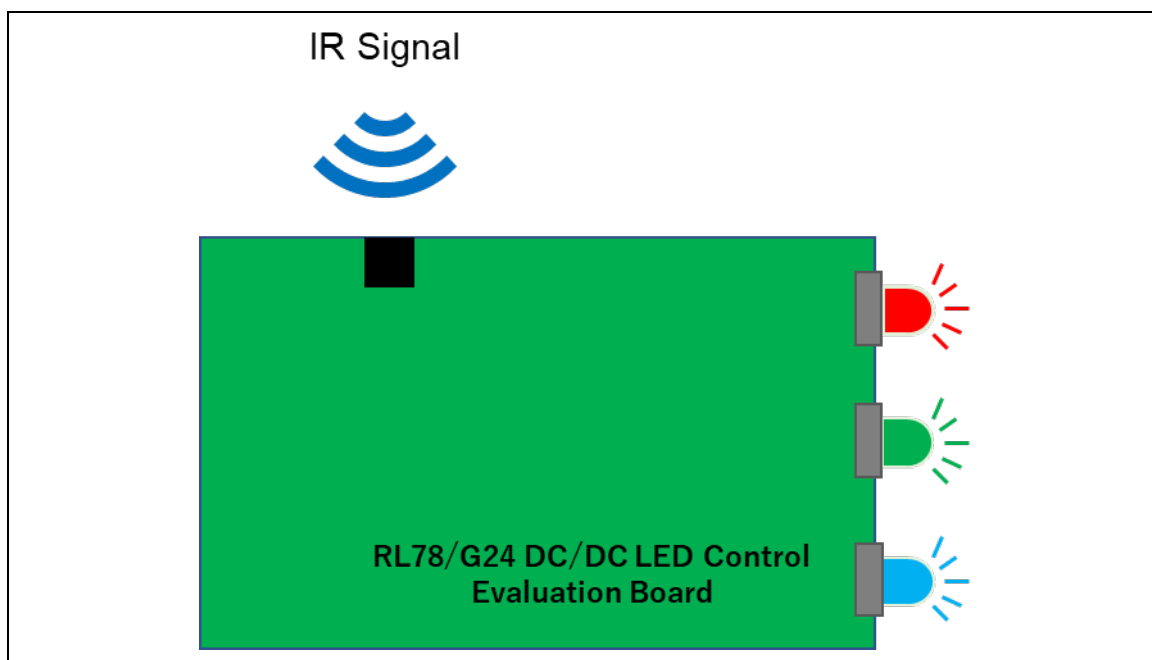 IR Signal
RL78/G24 DC/DC LED Control
Evaluation Board